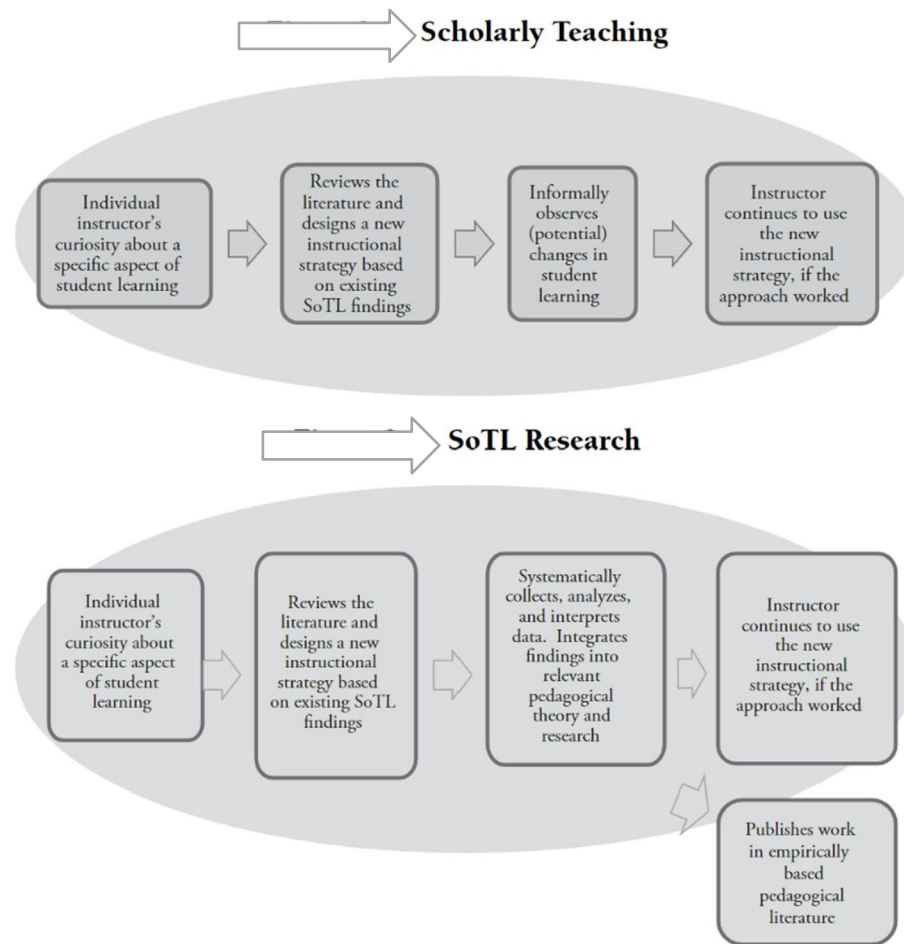 Scholarly Teaching
Individual
instructor's
curiosity about a
specific aspect of
student learning
Reviews the
literature and
designs a new
instructional
strategy based
on existing
SoTL findings
Informally
observes
(potential)
changes in
student
learning
Instructor
continues to use
the new
instructional
strategy, if the
approach worked
SoTL Research
Individual
instructor's
curiosity about
a specific aspect
of student
learning
Reviews the
literature and
designs a new
instructional
strategy based
on existing SoTL
findings
Systematically
collects, analyzes,
and interprets
data. Integrates
findings into
relevant
pedagogical
theory and
research
Instructor
continues to use
the new
instructional
strategy, if the
approach worked
Publishes work
in empirically
based
pedagogical
literature